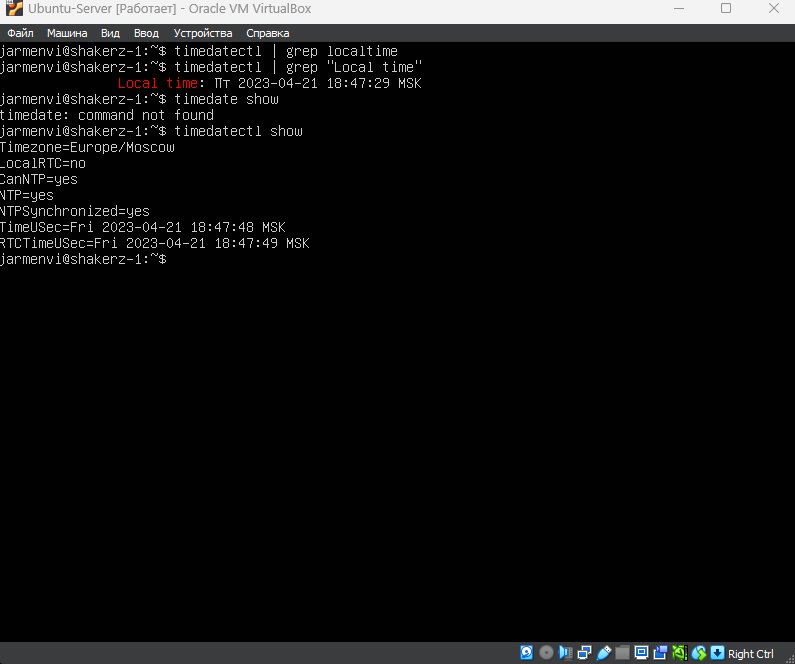 Ubuntu-Server [Работает] - Oracle VM VirtualBox
Файл Машина Вид Ввод Устройства Справка
jarmenvi@shakerz-1:~$ timedatectl | grep localtime
jarmenvi@shakerz-1:~$ timedatectl | grep "Local time"
Local time: Пт 2023-04-21 18:47:29 MSK
jarmenvi@shakerz-1:~$ timedate show
timedate: command not found
jarmenvi@shakerz-1:~$ timedatectl show
Timezone=Europe/Moscow
LocalRTC=no
CanNTP=yes
NTP=yes
NTPSynchronized=yes
TimeUSec=Fri 2023-04-21 18:47:48 MSK
RTCTimeUSec=Fri 2023-04-21 18:47:49 MSK
jarmenvi@shakerz-1:~$
Right Ctrl